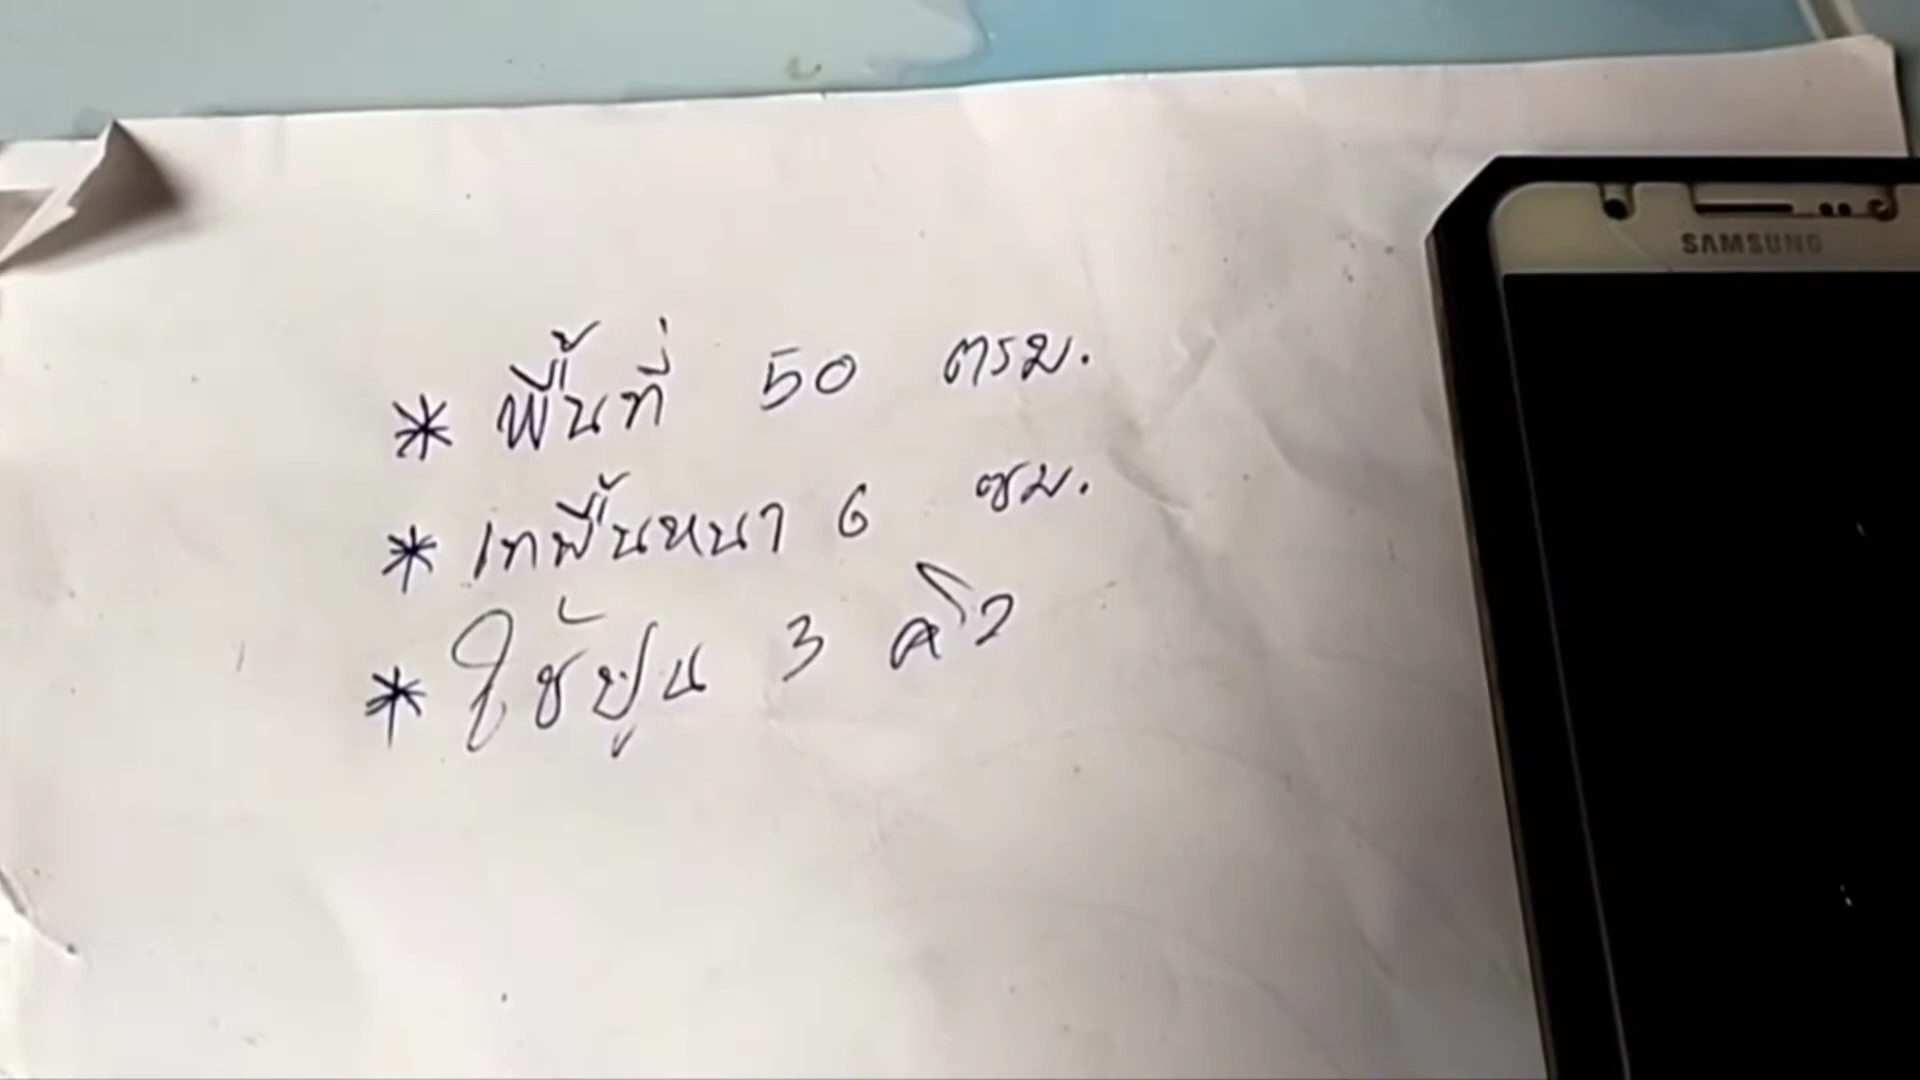 SAMSUNG
* พื้นที่ 50 ตรม.
* เทพื้นหนา 6 ซม.
* ใช้ปูน 3 คิว